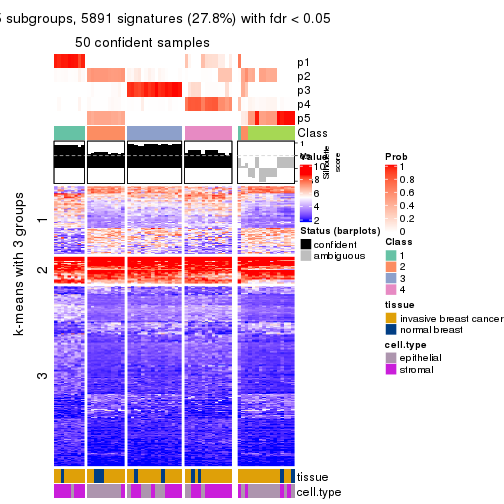 5 subgroups, 5891 signatures (27.8%) with fdr < 0.05
50 confident samples
p1
p2
p3
p4
p5
Class
1
Silhouette
score
Value
10
8
6
4
2
Status (barplots)
confident
ambiguous
Prob
1
0.8
0.6
0.4
0.2
0
Class
1
2
3
4
tissue
invasive breast cancer
normal breast
cell.type
epithelial
stromal
k-means with 3 groups
1
2
3
tissue
cell.type